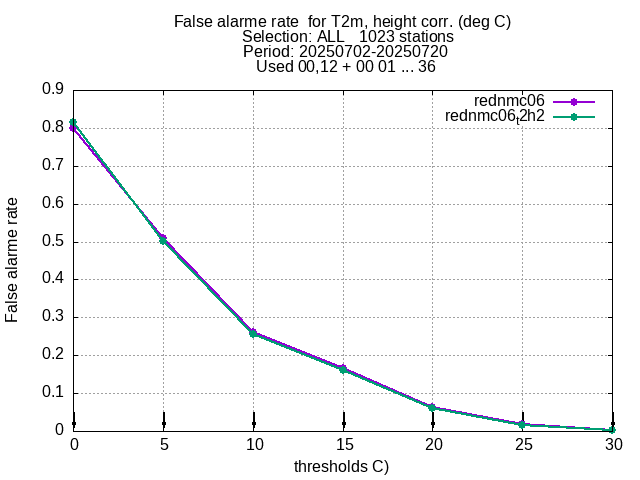 False alarme rate  for T2m, height corr. (deg C)
Selection: ALL   1023 stations
Period: 20250702-20250720
Used 00,12 + 00 01 ... 36
rednmc06
rednmc06,2h2
0.9
0.8
0.7
0.6
0.5
0.4
0.3
0.2
0.1
0
False alarme rate
0 5 10 15 20 25 30
thresholds C)